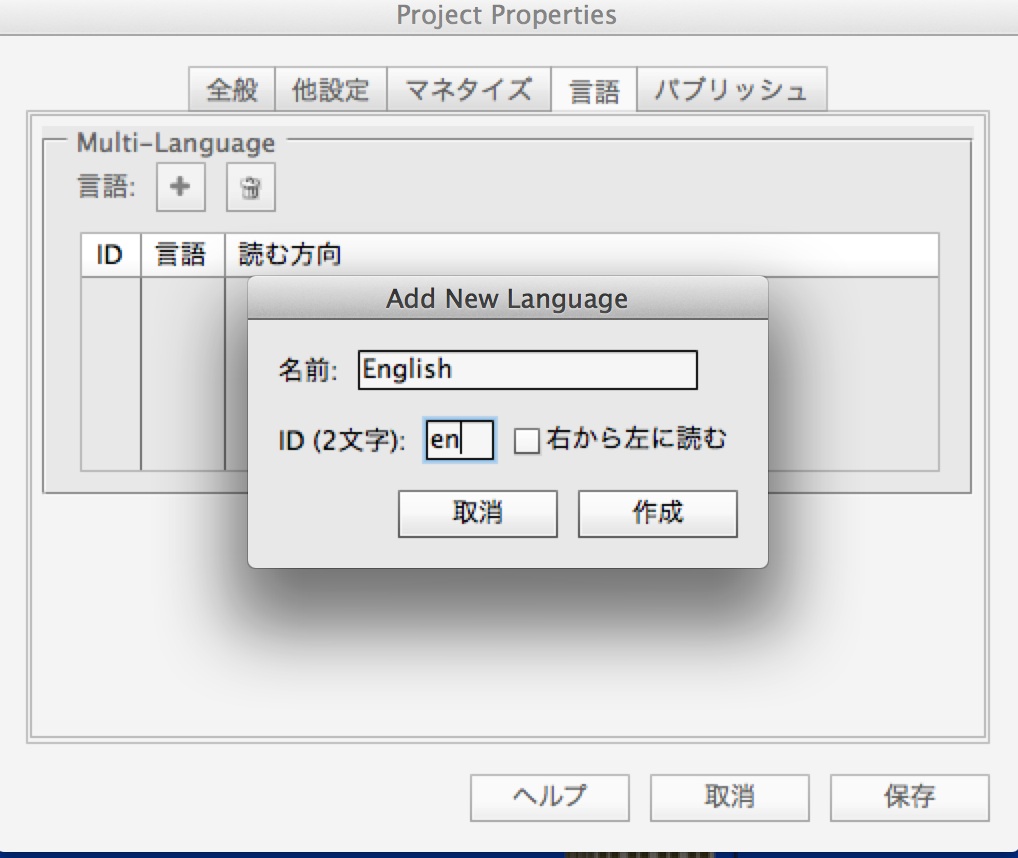 Project Properties
全般 他設定 マネタイズ 言語 パブリッシュ
Multi-Language
言語:
ID 言語 読む方向
Add New Language
名前: English
ID (2文字): en 右から左に読む
取消 作成
ヘルプ 取消 保存